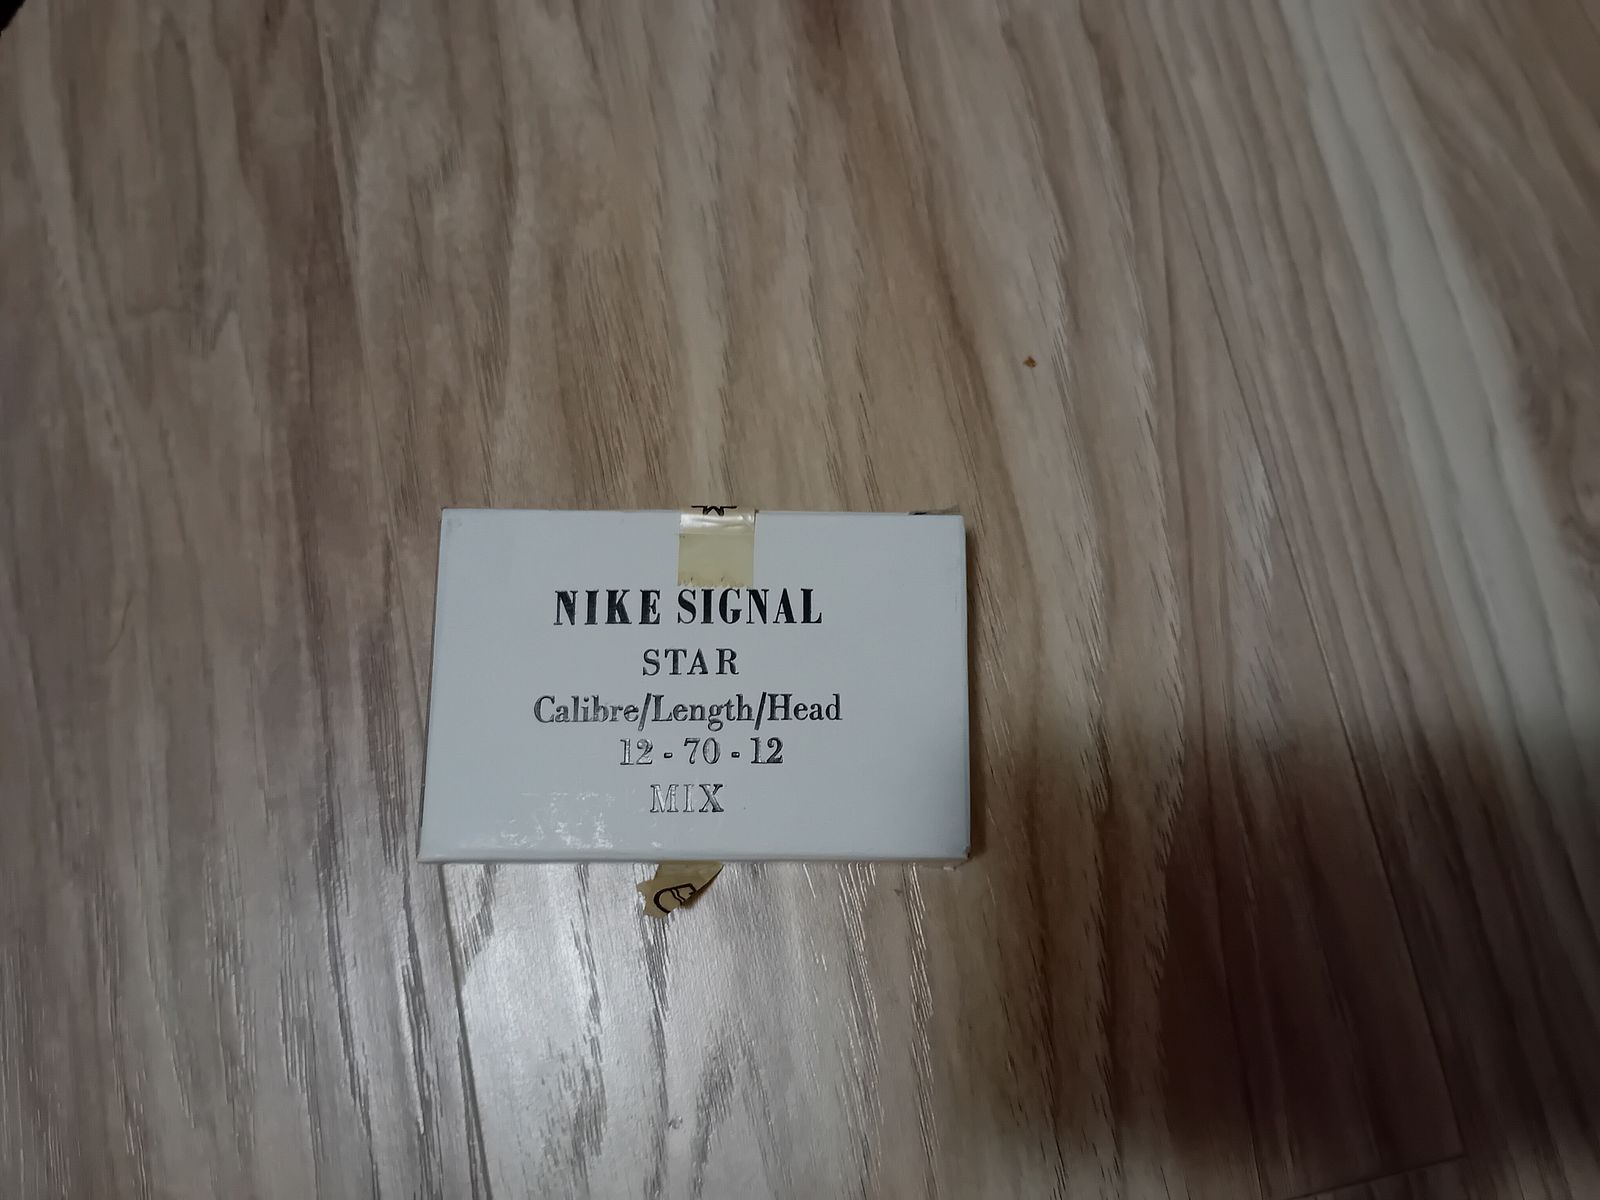 NIKE SIGNAL
STAR
Calibre/Length/Head
12 - 70 - 12
MIX